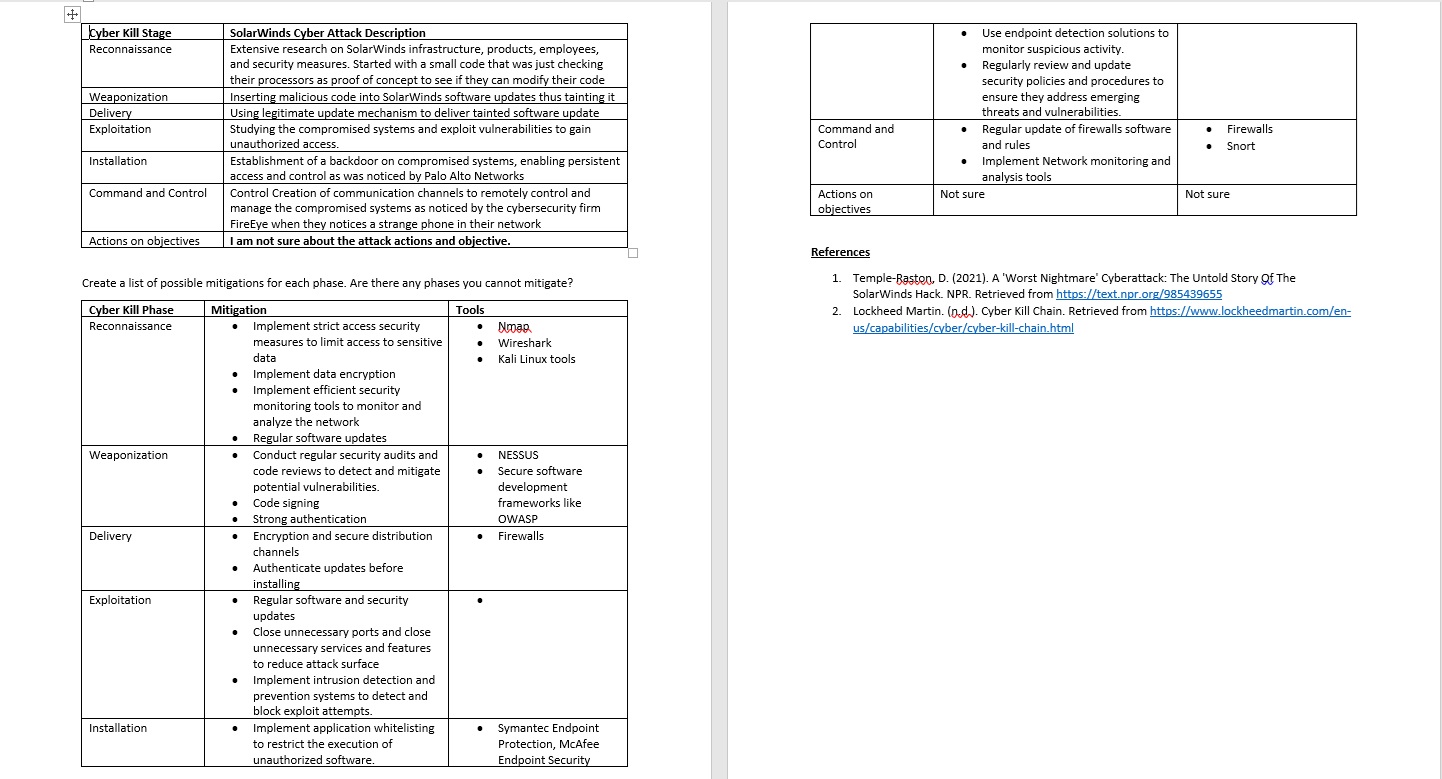 Cyber Kill Stage
SolarWinds Cyber Attack Description
Reconnaissance
Extensive research on SolarWinds infrastructure, products, employees,
and security measures. Started with a small code that was just checking
their processors as proof of concept to see if they can modify their code
Weaponization
Inserting malicious code into SolarWinds software updates thus tainting it
Delivery
Using legitimate update mechanism to deliver tainted software update
Exploitation
Studying the compromised systems and exploit vulnerabilities to gain
unauthorized access.
Installation
Establishment of a backdoor on compromised systems, enabling persistent
access and control as was noticed by Palo Alto Networks
Command and Control
Control Creation of communication channels to remotely control and
manage the compromised systems as noticed by the cybersecurity firm
FireEye when they notices a strange phone in their network
Actions on objectives
I am not sure about the attack actions and objective.
Create a list of possible mitigations for each phase. Are there any phases you cannot mitigate?
Cyber Kill Phase
Mitigation
Tools
Reconnaissance
• Implement strict access security
measures to limit access to sensitive
data
• Implement data encryption
• Implement efficient security
monitoring tools to monitor and
analyze the network
• Regular software updates
• Nmap
• Wireshark
• Kali Linux tools
Weaponization
• Conduct regular security audits and
code reviews to detect and mitigate
potential vulnerabilities.
• Code signing
• Strong authentication
• NESSUS
• Secure software
development
frameworks like
OWASP
Delivery
• Encryption and secure distribution
channels
• Authenticate updates before
installing
• Firewalls
Exploitation
• Regular software and security
updates
• Close unnecessary ports and close
unnecessary services and features
to reduce attack surface
• Implement intrusion detection and
prevention systems to detect and
block exploit attempts.
•
Installation
• Implement application whitelisting
to restrict the execution of
unauthorized software.
• Symantec Endpoint
Protection, McAfee
Endpoint Security
• Use endpoint detection solutions to
monitor suspicious activity.
• Regularly review and update
security policies and procedures to
ensure they address emerging
threats and vulnerabilities.
Command and
Control
• Regular update of firewalls software
and rules
• Implement Network monitoring and
analysis tools
• Firewalls
• Snort
Actions on
objectives
Not sure
Not sure
References
1. Temple-Raston, D. (2021). A 'Worst Nightmare' Cyberattack: The Untold Story Of The
SolarWinds Hack. NPR. Retrieved from https://text.npr.org/985439655
2. Lockheed Martin. (n.d.). Cyber Kill Chain. Retrieved from https://www.lockheedmartin.com/en-
us/capabilities/cyber/cyber-kill-chain.html